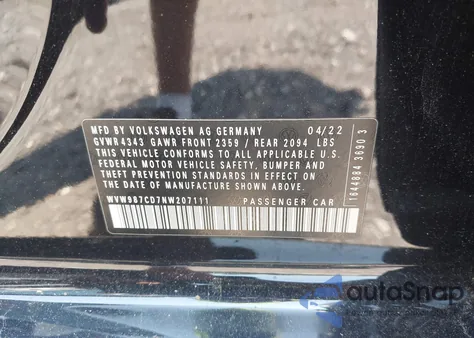 MFD BY VOLKSWAGEN AG GERMANY 04/22
GVWR 4343 GAWR FRONT 2359 / REAR 2094 LBS
THIS VEHICLE CONFORMS TO ALL APPLICABLE U.S.
FEDERAL MOTOR VEHICLE SAFETY, BUMPER AND
THEFT PREVENTION STANDARDS IN EFFECT ON THE
DATE OF MANUFACTURE SHOWN ABOVE
WVW987CD7NW207111 PASSENGER CAR
1644884 3690 3
autoSnap